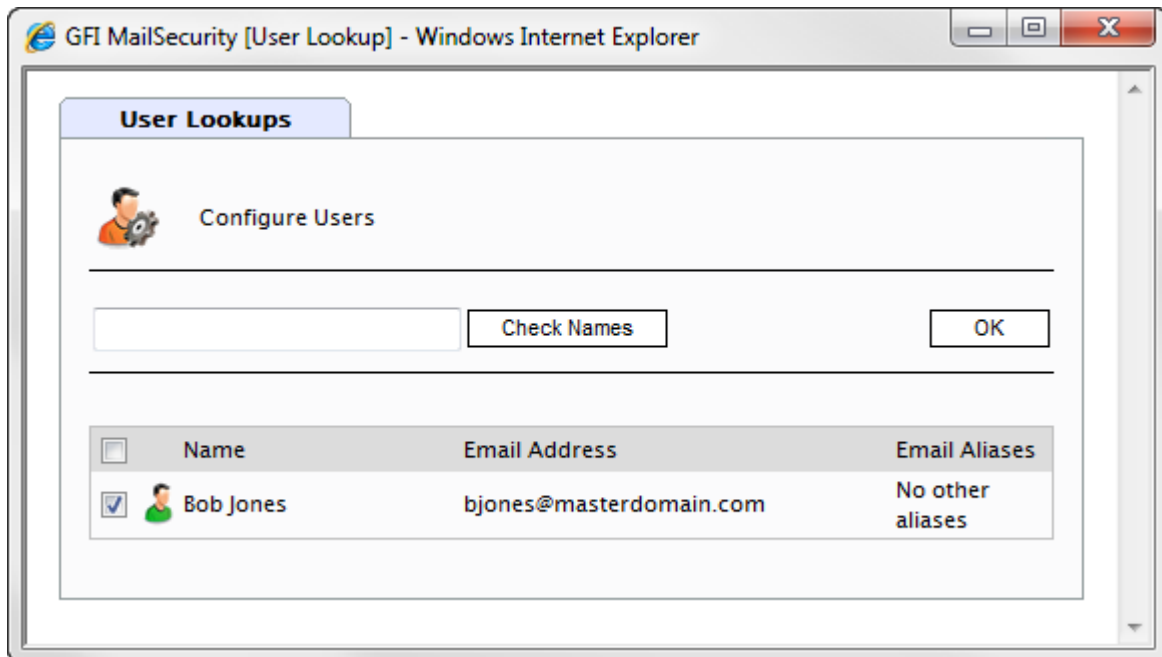 GFI MailSecurity [User Lookup] - Windows Internet Explorer
User Lookups
Configure Users
Check Names OK
Name Email Address Email Aliases
Bob Jones bjones@masterdomain.com No other
aliases